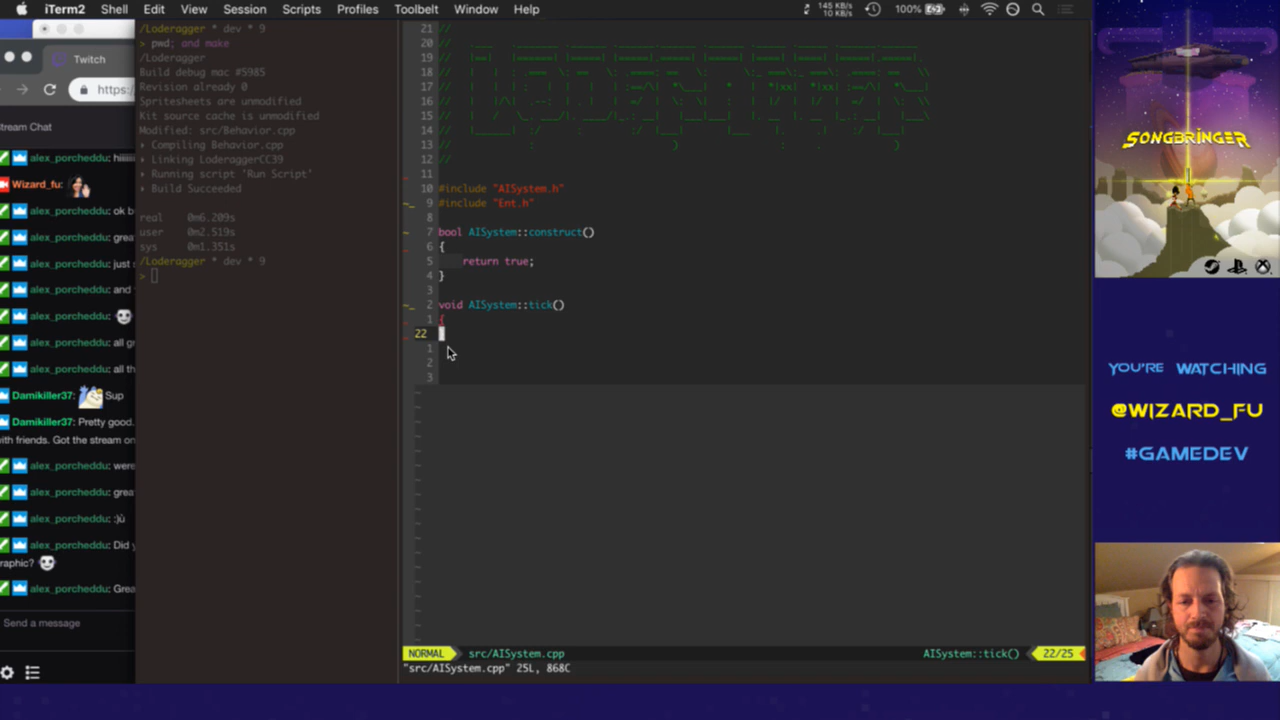 iTerm2 Shell Edit View Session Scripts Profiles Toolbelt Window Help
145 KB/s
10 KB/s
100%
Twitch
https:
tream Chat
alex_porcheddu: hiiiiii
Wizard_fu:
alex_porcheddu: ok b
alex_porcheddu: grea
alex_porcheddu: just
alex_porcheddu: and
alex_porcheddu:
alex_porcheddu: all gr
alex_porcheddu: all th
Damikiller37: Sup
Damikiller37: Pretty good.
ith friends. Got the stream on
alex_porcheddu: were
alex_porcheddu: grea
alex_porcheddu: :)ù
alex_porcheddu: Did y
raphic?
alex_porcheddu: Grea
Send a message
/Loderagger * dev * 9
> pwd; and make
/Loderagger
Build debug mac #5985
Revision already 0
Spritesheets are unmodified
Kit source cache is unmodified
Modified: src/Behavior.cpp
▸ Compiling Behavior.cpp
▸ Linking LoderaggerCC39
▸ Running script 'Run Script'
▸ Build Succeeded
real 0m6.209s
user 0m2.519s
sys 0m1.351s
/Loderagger * dev * 9
>
21 //
20 //
19 //
18 //
17 //
16 //
15 //
14 //
13 //
12 //
11
10 #include "AISystem.h"
9 #include "Ent.h"
8
7 bool AISystem::construct()
6 {
5 return true;
4 }
3
2 void AISystem::tick()
1 {
22
1
2
3
NORMAL src/AISystem.cpp AISystem::tick() 22/25
"src/AISystem.cpp" 25L, 868C
SONGBRINGER
YOU'RE WATCHING
@WIZARD_FU
#GAMEDEV